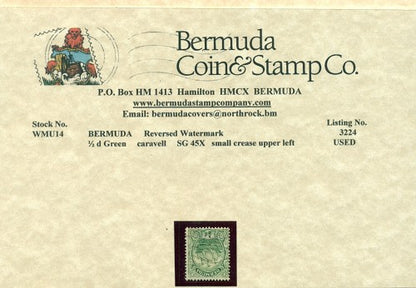 Bermuda
Coin&Stamp Co.
P.O. Box HM 1413 Hamilton HMCX BERMUDA
www.bermudastampcompany.com
Email: bermudacovers@northrock.bm
Stock No. Listing No.
WMU14 BERMUDA Reversed Watermark 3224
½ d Green caravell SG 45X small crease upper left USED